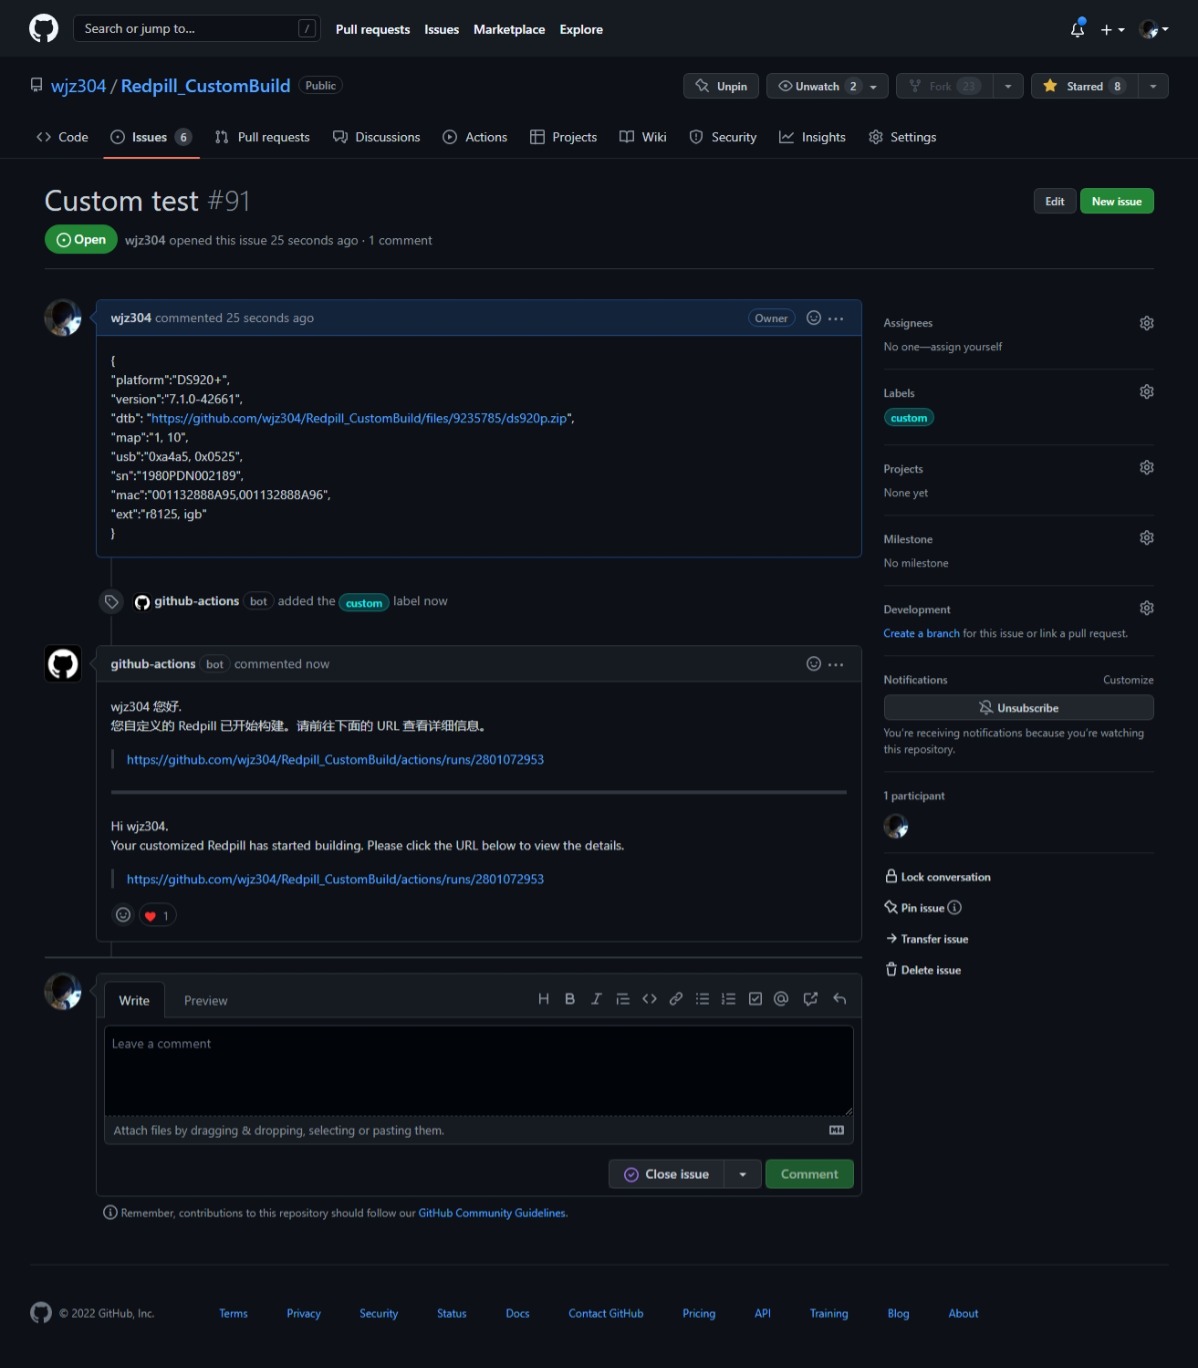 Search or jump to... /
Pull requests Issues Marketplace Explore
wjz304 / Redpill_CustomBuild Public
Unpin Unwatch 2 Fork 23 Starred 8
Code Issues 6 Pull requests Discussions Actions Projects Wiki Security Insights Settings
Custom test #91
Edit New issue
Open wjz304 opened this issue 25 seconds ago · 1 comment
wjz304 commented 25 seconds ago
Owner
{
"platform":"DS920+",
"version":"7.1.0-42661",
"dtb": "https://github.com/wjz304/Redpill_CustomBuild/files/9235785/ds920p.zip",
"map":"1, 10",
"usb":"0xa4a5, 0x0525",
"sn":"1980PDN002189",
"mac":"001132888A95,001132888A96",
"ext":"r8125, igb"
}
github-actions bot added the custom label now
github-actions bot commented now
wjz304 您好.
您自定义的 Redpill 已开始构建。请前往下面的 URL 查看详细信息。
https://github.com/wjz304/Redpill_CustomBuild/actions/runs/2801072953
Hi wjz304.
Your customized Redpill has started building. Please click the URL below to view the details.
https://github.com/wjz304/Redpill_CustomBuild/actions/runs/2801072953
1
Write Preview
Leave a comment
Attach files by dragging & dropping, selecting or pasting them.
Close issue Comment
Remember, contributions to this repository should follow our GitHub Community Guidelines.
Assignees
No one—assign yourself
Labels
custom
Projects
None yet
Milestone
No milestone
Development
Create a branch for this issue or link a pull request.
Notifications Customize
Unsubscribe
You're receiving notifications because you're watching
this repository.
1 participant
Lock conversation
Pin issue
Transfer issue
Delete issue
© 2022 GitHub, Inc. Terms Privacy Security Status Docs Contact GitHub Pricing API Training Blog About